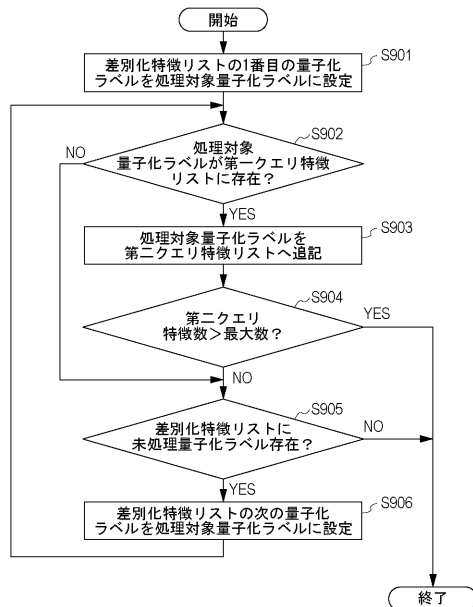 開始
差別化特徴リストの1番目の量子化
ラベルを処理対象量子化ラベルに設定
S901
処理対象
量子化ラベルが第一クエリ特徴
リストに存在?
S902
NO
YES
処理対象量子化ラベルを
第二クエリ特徴リストへ追記
S903
第二クエリ
特徴数>最大数?
S904
YES
NO
差別化特徴リストに
未処理量子化ラベル存在?
S905
NO
YES
差別化特徴リストの次の量子化
ラベルを処理対象量子化ラベルに設定
S906
終了